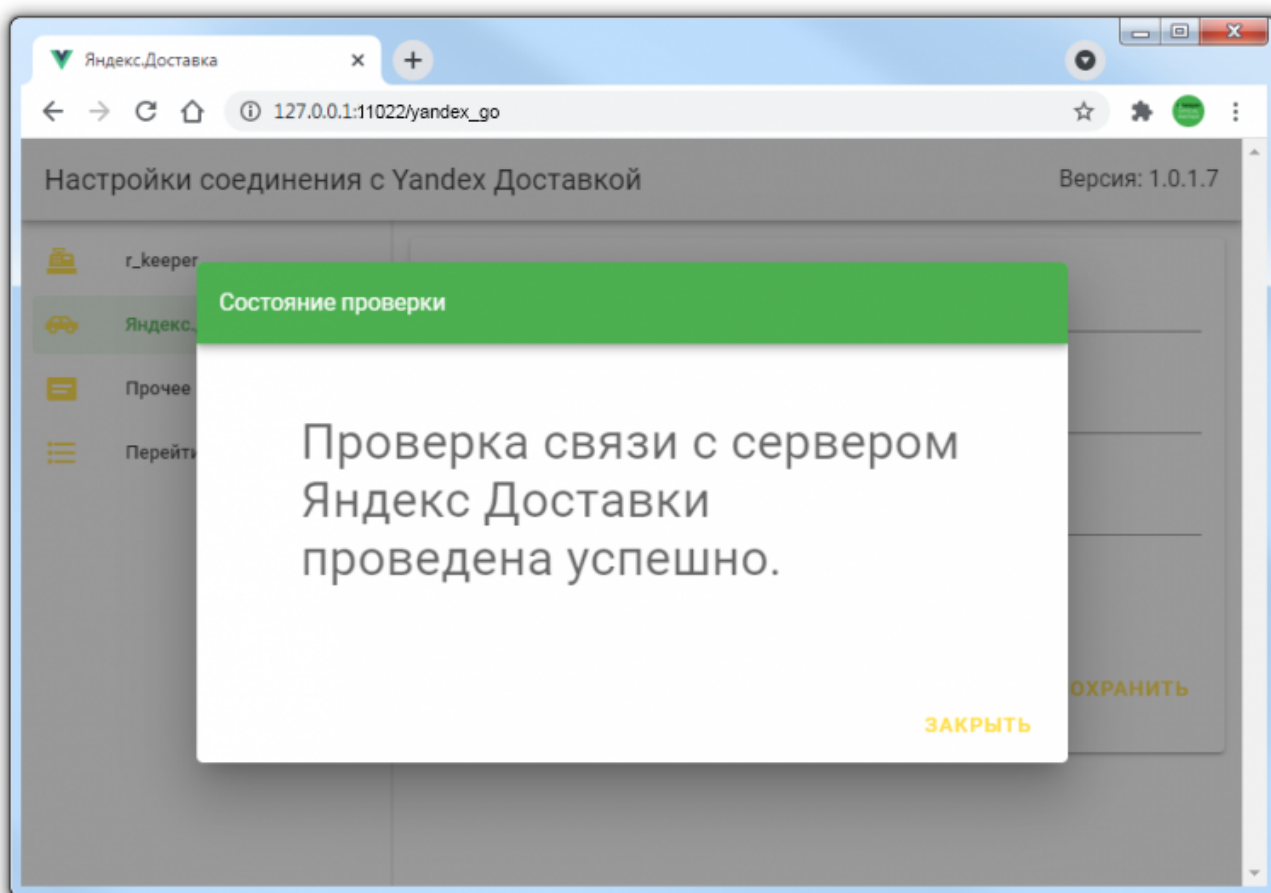 Яндекс.Доставка
127.0.0.1:11022/yandex_go
Настройки соединения с Yandex Доставкой
Версия: 1.0.1.7
r_keeper
Состояние проверки
Яндекс.
Прочее
Проверка связи с сервером
Яндекс Доставки
проведена успешно.
ЗАКРЫТЬ